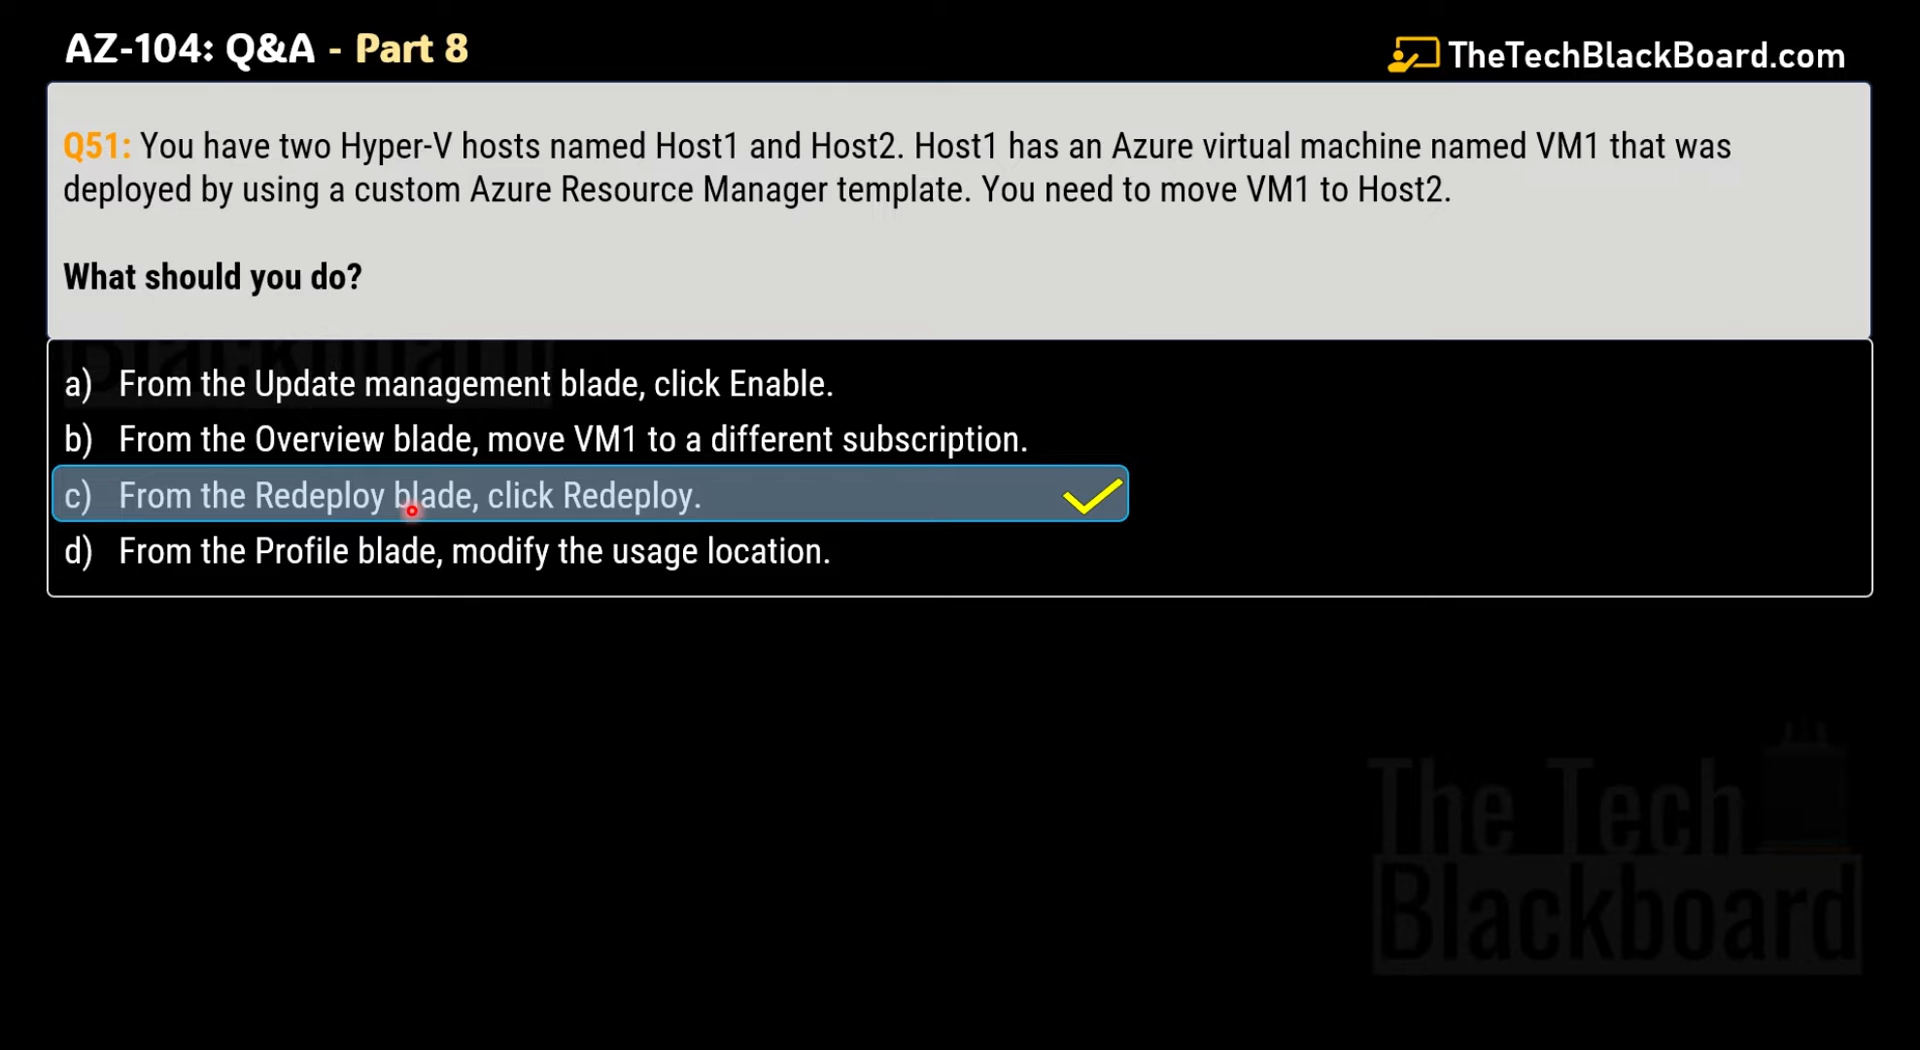 AZ-104: Q&A - Part 8
TheTechBlackBoard.com
Q51: You have two Hyper-V hosts named Host1 and Host2. Host1 has an Azure virtual machine named VM1 that was
deployed by using a custom Azure Resource Manager template. You need to move VM1 to Host2.
What should you do?
Blackboard
a) From the Update management blade, click Enable.
b) From the Overview blade, move VM1 to a different subscription.
c) From the Redeploy blade, click Redeploy.
d) From the Profile blade, modify the usage location.
The Tech
Blackboard